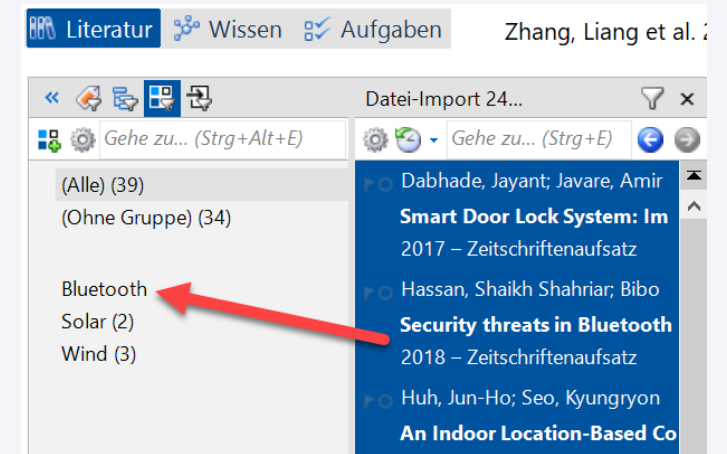 Literatur Wissen Aufgaben Zhang, Liang et al.
Datei-Import 24...
Gehe zu... (Strg+Alt+E)
Gehe zu... (Strg+E)
(Alle) (39)
(Ohne Gruppe) (34)
Bluetooth
Solar (2)
Wind (3)
Dabhade, Jayant; Javare, Amir
Smart Door Lock System: Im
2017 – Zeitschriftenaufsatz
Hassan, Shaikh Shahriar; Bibo
Security threats in Bluetooth
2018 – Zeitschriftenaufsatz
Huh, Jun-Ho; Seo, Kyungryon
An Indoor Location-Based Co